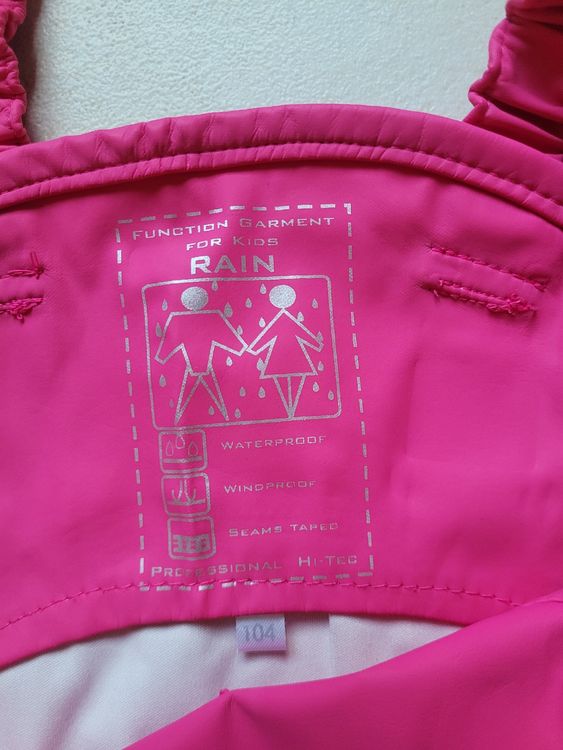 Function Garment
for Kids
RAIN
Waterproof
Windproof
Seams Taped
Professional Hi-Tec
104